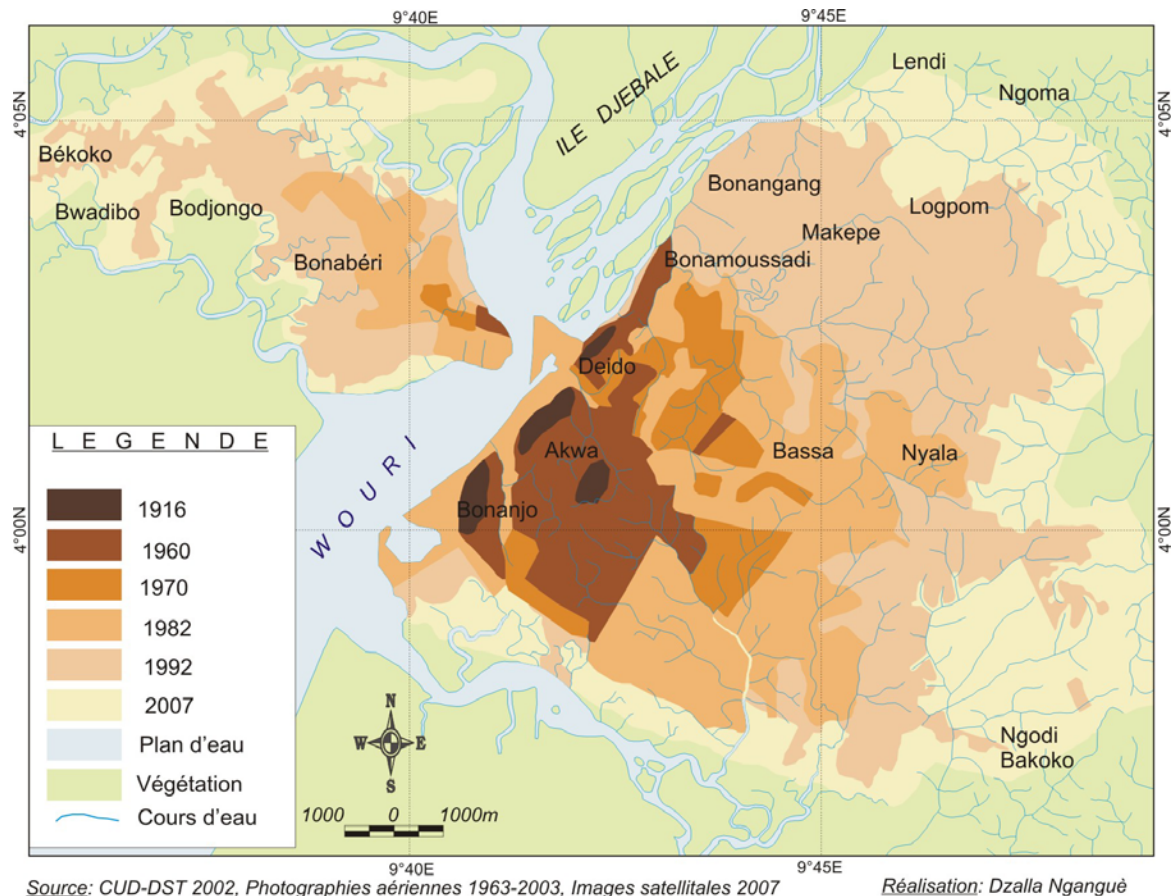 9°40E 9°45E
4°05N 4°05N
Lendi
Ngoma
ILE DJEBALE
Békoko
Bonangang
Bwadibo Bodjongo
Logpom
Makepe
Bonabéri Bonamoussadi
Deido
LEGENDE
WOURI
Akwa Bassa Nyala
1916
Bonanjo
4°00N 4°00N
1960
1970
1982
1992
2007
N
Plan d'eau
W E
Ngodi
Bakoko
S
Végétation
Cours d'eau
1000 0 1000m
9°40E 9°45E
Source: CUD-DST 2002, Photographies aériennes 1963-2003, Images satellitales 2007 Réalisation: Dzalla Nganguè